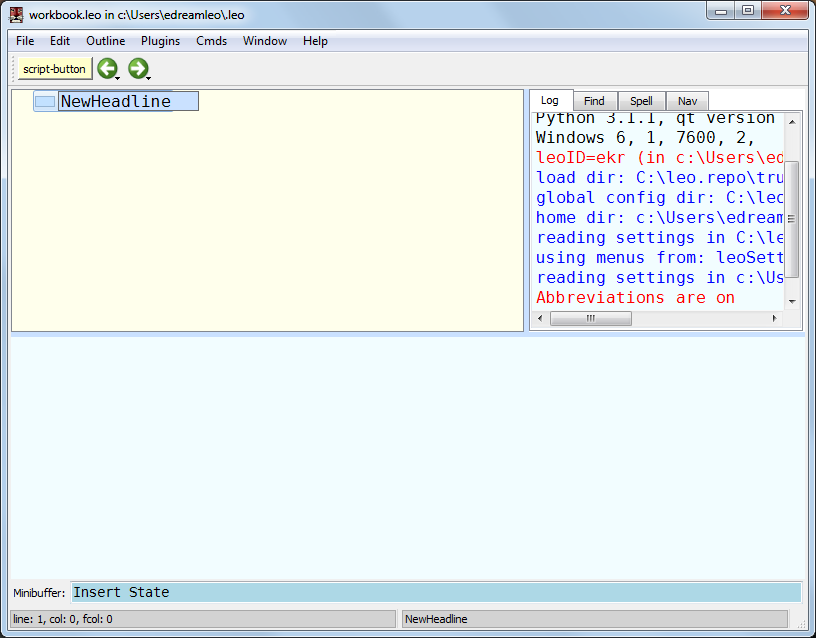 workbook.leo in c:\Users\edreamleo\.leo
File Edit Outline Plugins Cmds Window Help
script-button
NewHeadline
Log Find Spell Nav
Python 3.1.1, qt version
Windows 6, 1, 7600, 2,
leoID=ekr (in c:\Users\ed
load dir: C:\leo.repo\tru
global config dir: C:\leo
home dir: c:\Users\edream
reading settings in C:\le
using menus from: leoSett
reading settings in c:\Us
Abbreviations are on
Minibuffer: Insert State
line: 1, col: 0, fcol: 0
NewHeadline